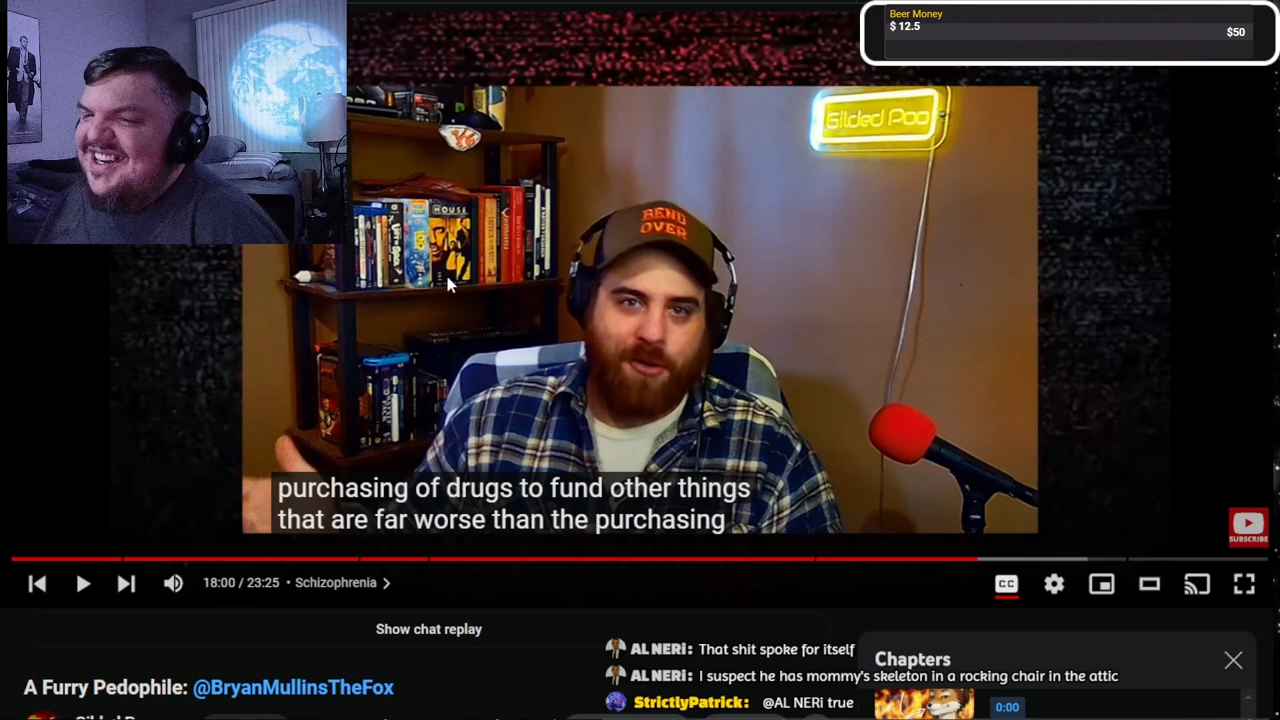 Beer Money
$ 12.5
$50
Gilded Poo
BEND
OVER
HOUSE
purchasing of drugs to fund other things
that are far worse than the purchasing
SUBSCRIBE
18:00 / 23:25 • Schizophrenia
CC
Show chat replay
AL NERi: That shit spoke for itself
Chapters
AL NERi: I suspect he has mommy's skeleton in a rocking chair in the attic
A Furry Pedophile: @BryanMullinsTheFox
StrictlyPatrick: @AL NERi true
0:00